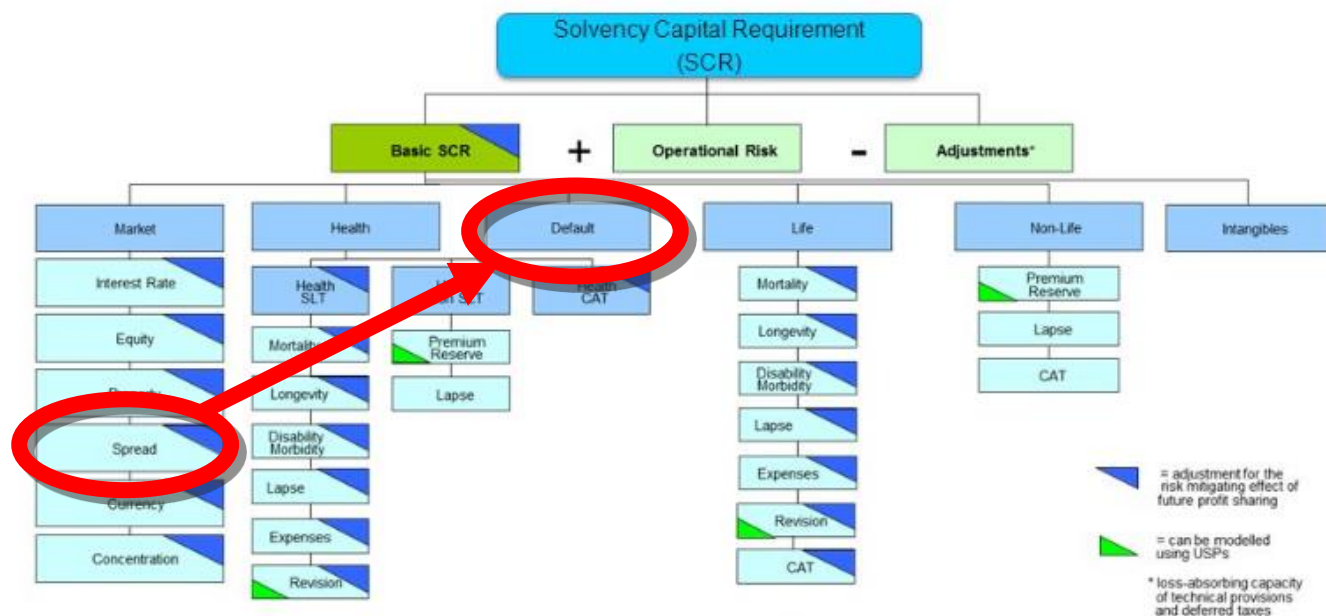 Solvency Capital Requirement
(SCR)
Basic SCR
+
Operational Risk
-
Adjustments*
Market
Health
Default
Life
Non-Life
Intangibles
Interest Rate
Equity
Spread
Currency
Concentration
Health
SLT
Mortality
Longevity
Disability
Morbidity
Lapse
Expenses
Revision
SLT
Premium
Reserve
Lapse
Health
CAT
Mortality
Longevity
Disability
Morbidity
Lapse
Expenses
Revision
CAT
Premium
Reserve
Lapse
CAT
= adjustment for the
risk mitigating effect of
future profit sharing
= can be modelled
using USPs
* loss-absorbing capacity
of technical provisions
and deferred taxes